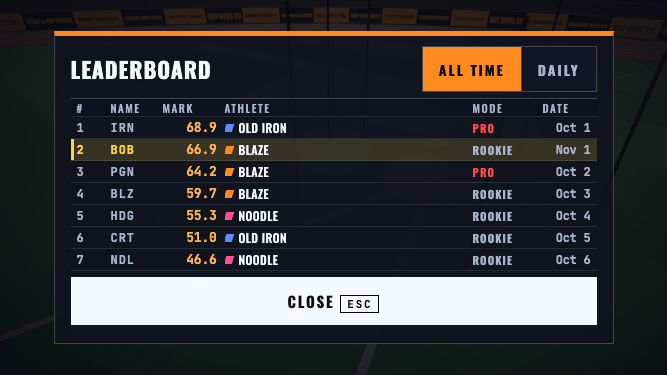 LEADERBOARD
ALL TIME DAILY
# NAME MARK ATHLETE MODE DATE
1 IRN 68.9 OLD IRON PRO Oct 1
2 BOB 66.9 BLAZE ROOKIE Nov 1
3 PGN 64.2 BLAZE PRO Oct 2
4 BLZ 59.7 BLAZE ROOKIE Oct 3
5 HDG 55.3 NOODLE ROOKIE Oct 4
6 CRT 51.0 OLD IRON ROOKIE Oct 5
7 NDL 46.6 NOODLE ROOKIE Oct 6
CLOSE ESC